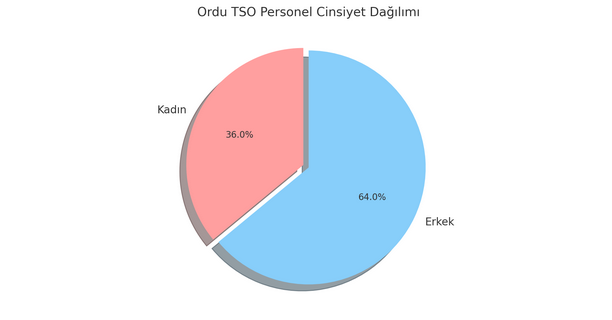 Ordu TSO Personel Cinsiyet Dağılımı
Kadın
36.0%
64.0%
Erkek